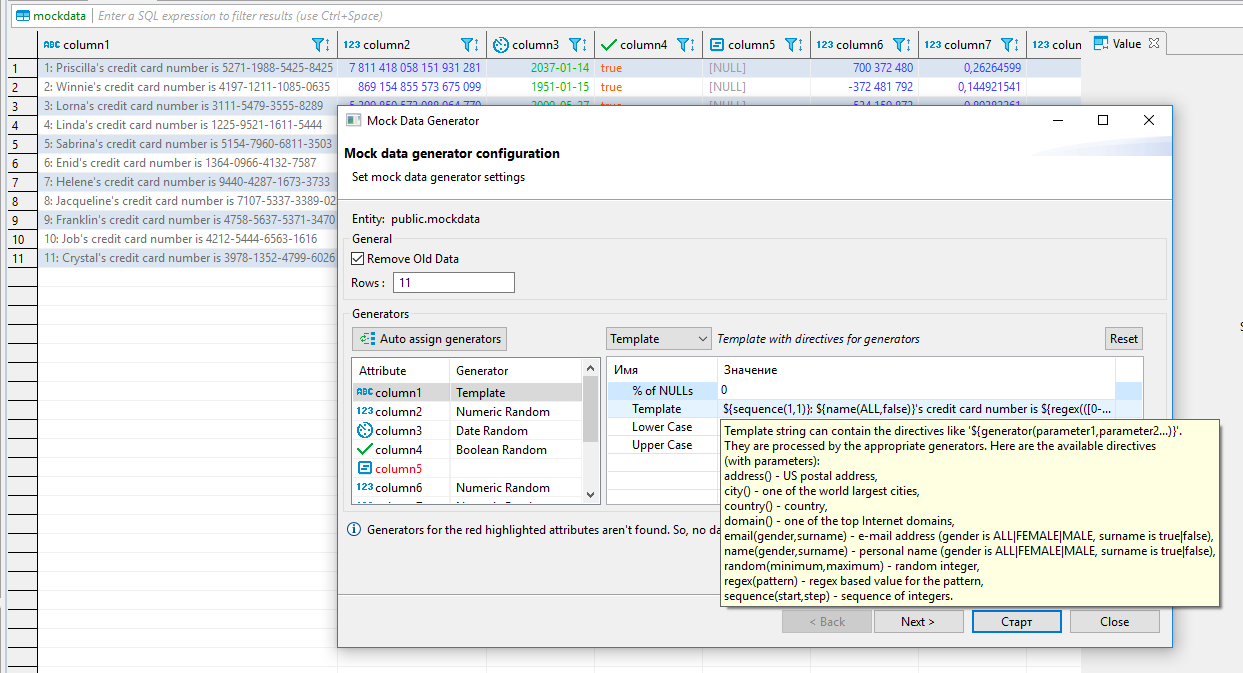 mockdata Enter a SQL expression to filter results (use Ctrl+Space)
ABC column1 123 column2 column3 column4 column5 123 column6 123 column7 123 colum Value
1 1: Priscilla's credit card number is 5271-1988-5425-8425 7 811 418 058 151 931 281 2037-01-14 true [NULL] 700 372 480 0,26264599
2 2: Winnie's credit card number is 4197-1211-1085-0635 869 154 855 573 675 099 1951-01-15 true [NULL] -372 481 792 0,144921541
3 3: Lorna's credit card number is 3111-5479-3555-8289
4 4: Linda's credit card number is 1225-9521-1611-5444
5 5: Sabrina's credit card number is 5154-7960-6811-3503
6 6: Enid's credit card number is 1364-0966-4132-7587
7 7: Helene's credit card number is 9440-4287-1673-3733
8 8: Jacqueline's credit card number is 7107-5337-3389-02
9 9: Franklin's credit card number is 4758-5637-5371-3470
10 10: Job's credit card number is 4212-5444-6563-1616
11 11: Crystal's credit card number is 3978-1352-4799-6026
Mock Data Generator
Mock data generator configuration
Set mock data generator settings
Entity: public.mockdata
General
Remove Old Data
Rows : 11
Generators
Auto assign generators Template Template with directives for generators Reset
Attribute Generator
ABC column1 Template
123 column2 Numeric Random
column3 Date Random
column4 Boolean Random
column5
123 column6 Numeric Random
Имя Значение
% of NULLs 0
Template ${sequence(1,1)}: ${name(ALL,false)}'s credit card number is ${regex(([0-...
Lower Case
Upper Case
Template string can contain the directives like '${generator(parameter1,parameter2...)}'.
They are processed by the appropriate generators. Here are the available directives
(with parameters):
address() - US postal address,
city() - one of the world largest cities,
country() - country,
domain() - one of the top Internet domains,
email(gender,surname) - e-mail address (gender is ALL|FEMALE|MALE, surname is true|false),
name(gender,surname) - personal name (gender is ALL|FEMALE|MALE, surname is true|false),
random(minimum,maximum) - random integer,
regex(pattern) - regex based value for the pattern,
sequence(start,step) - sequence of integers.
Generators for the red highlighted attributes aren't found. So, no da
< Back Next > Старт Close